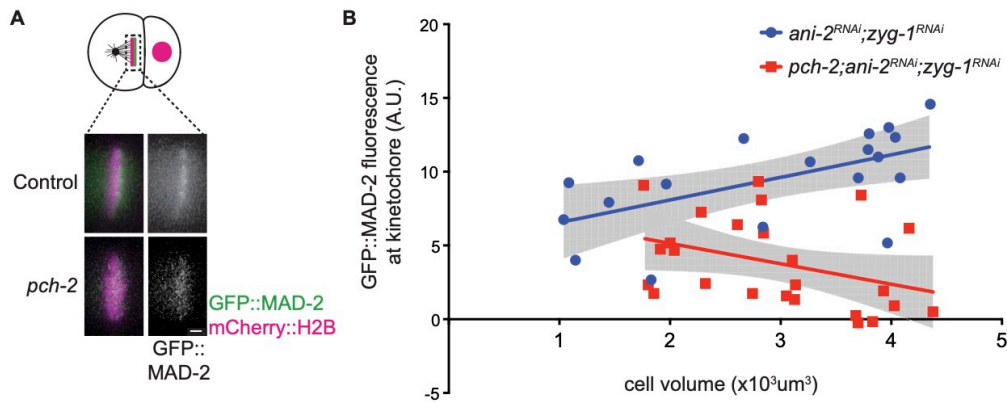 A
Control
pch-2
GFP::MAD-2
mCherry::H2B
GFP::
MAD-2
B
ani-2RNAi;zyg-1RNAi
pch-2;ani-2RNAi;zyg-1RNAi
GFP::MAD-2 fluorescence
at kinetochore (A.U.)
20
15
10
5
0
-5
1
2
3
4
5
cell volume (x10³um³)